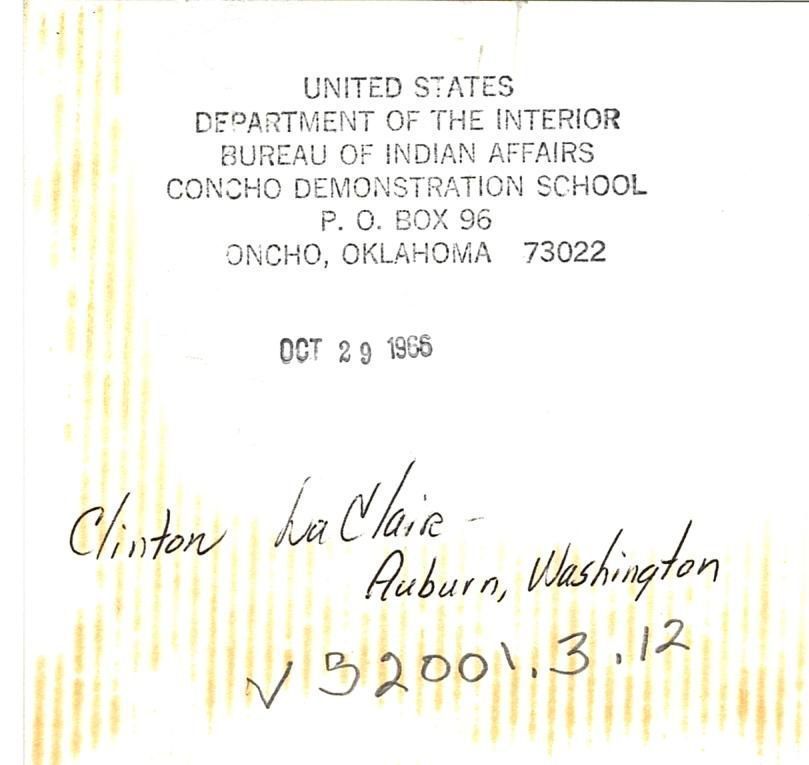 UNITED STATES
DEPARTMENT OF THE INTERIOR
BUREAU OF INDIAN AFFAIRS
CONCHO DEMONSTRATION SCHOOL
P. O. BOX 96
ONCHO, OKLAHOMA 73022
OCT 29 1966
Clinton LaClair -
Auburn, Washington
√ B2001.3.12